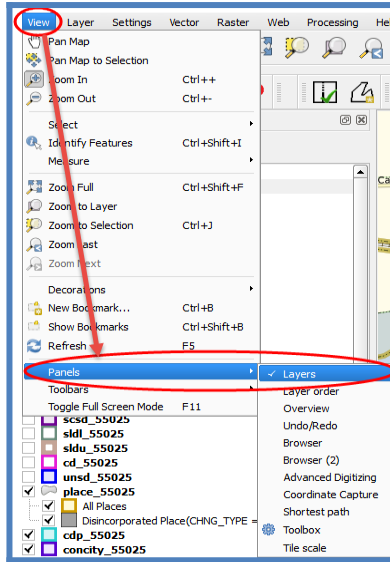 View Layer Settings Vector Raster Web Processing
Pan Map
Pan Map to Selection
Zoom In Ctrl++
Zoom Out Ctrl+-
Select
Identify Features Ctrl+Shift+I
Measure
Zoom Full Ctrl+Shift+F
Zoom to Layer
Zoom to Selection Ctrl+J
Zoom Last
Zoom Next
Decorations
New Bookmark... Ctrl+B
Show Bookmarks Ctrl+Shift+B
Refresh F5
Panels
Toolbars
Toggle Full Screen Mode F11
Layers
Layer order
Overview
Undo/Redo
Browser
Browser (2)
Advanced Digitizing
Coordinate Capture
Shortest path
Toolbox
Tile scale
scsd_55025
sldl_55025
sldu_55025
cd_55025
unsd_55025
place_55025
All Places
Disincorporated Place(CHNG_TYPE =
cdp_55025
concity_55025